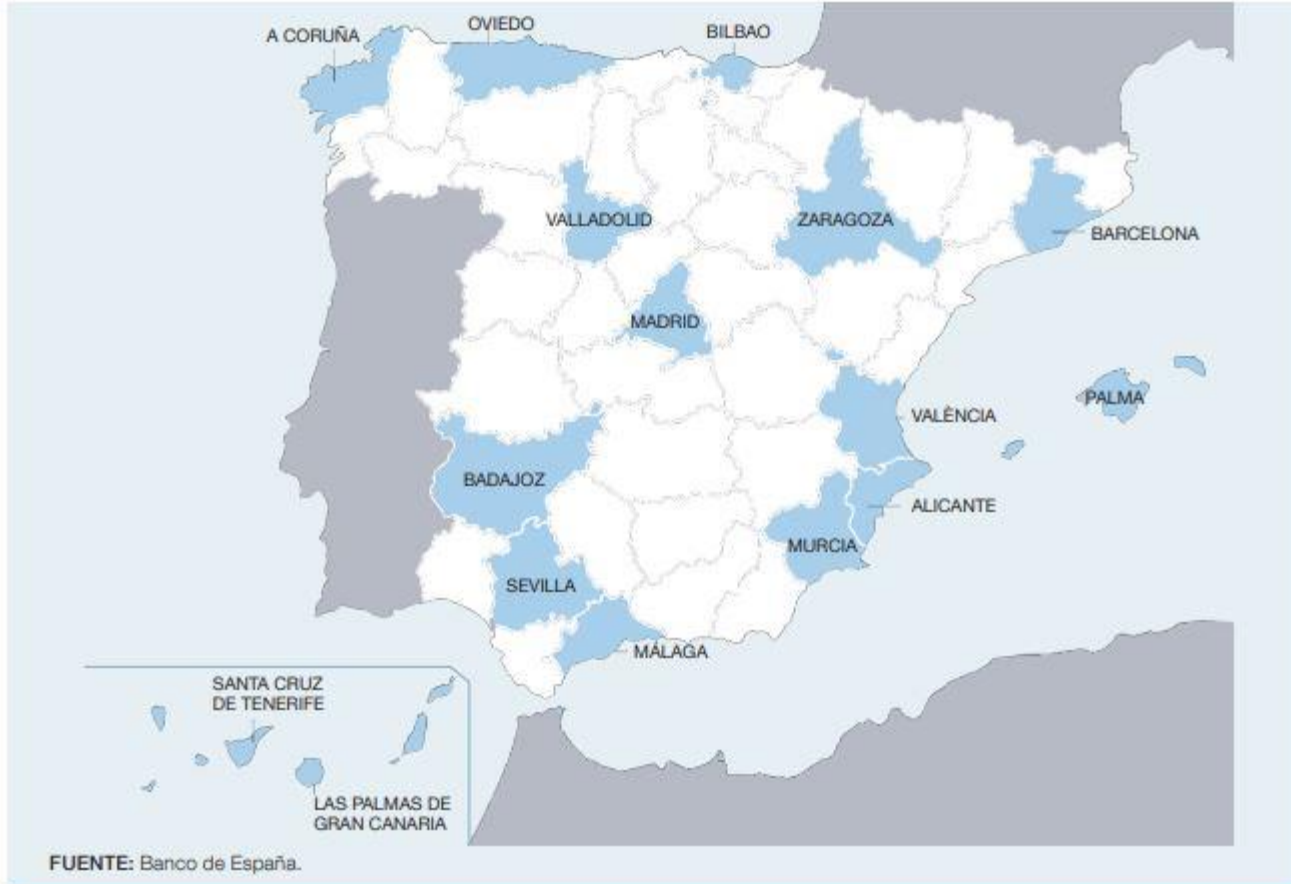 A CORUÑA
OVIEDO
BILBAO
VALLADOLID
ZARAGOZA
BARCELONA
MADRID
PALMA
VALÈNCIA
BADAJOZ
ALICANTE
MURCIA
SEVILLA
MÁLAGA
SANTA CRUZ
DE TENERIFE
LAS PALMAS DE
GRAN CANARIA
FUENTE: Banco de España.